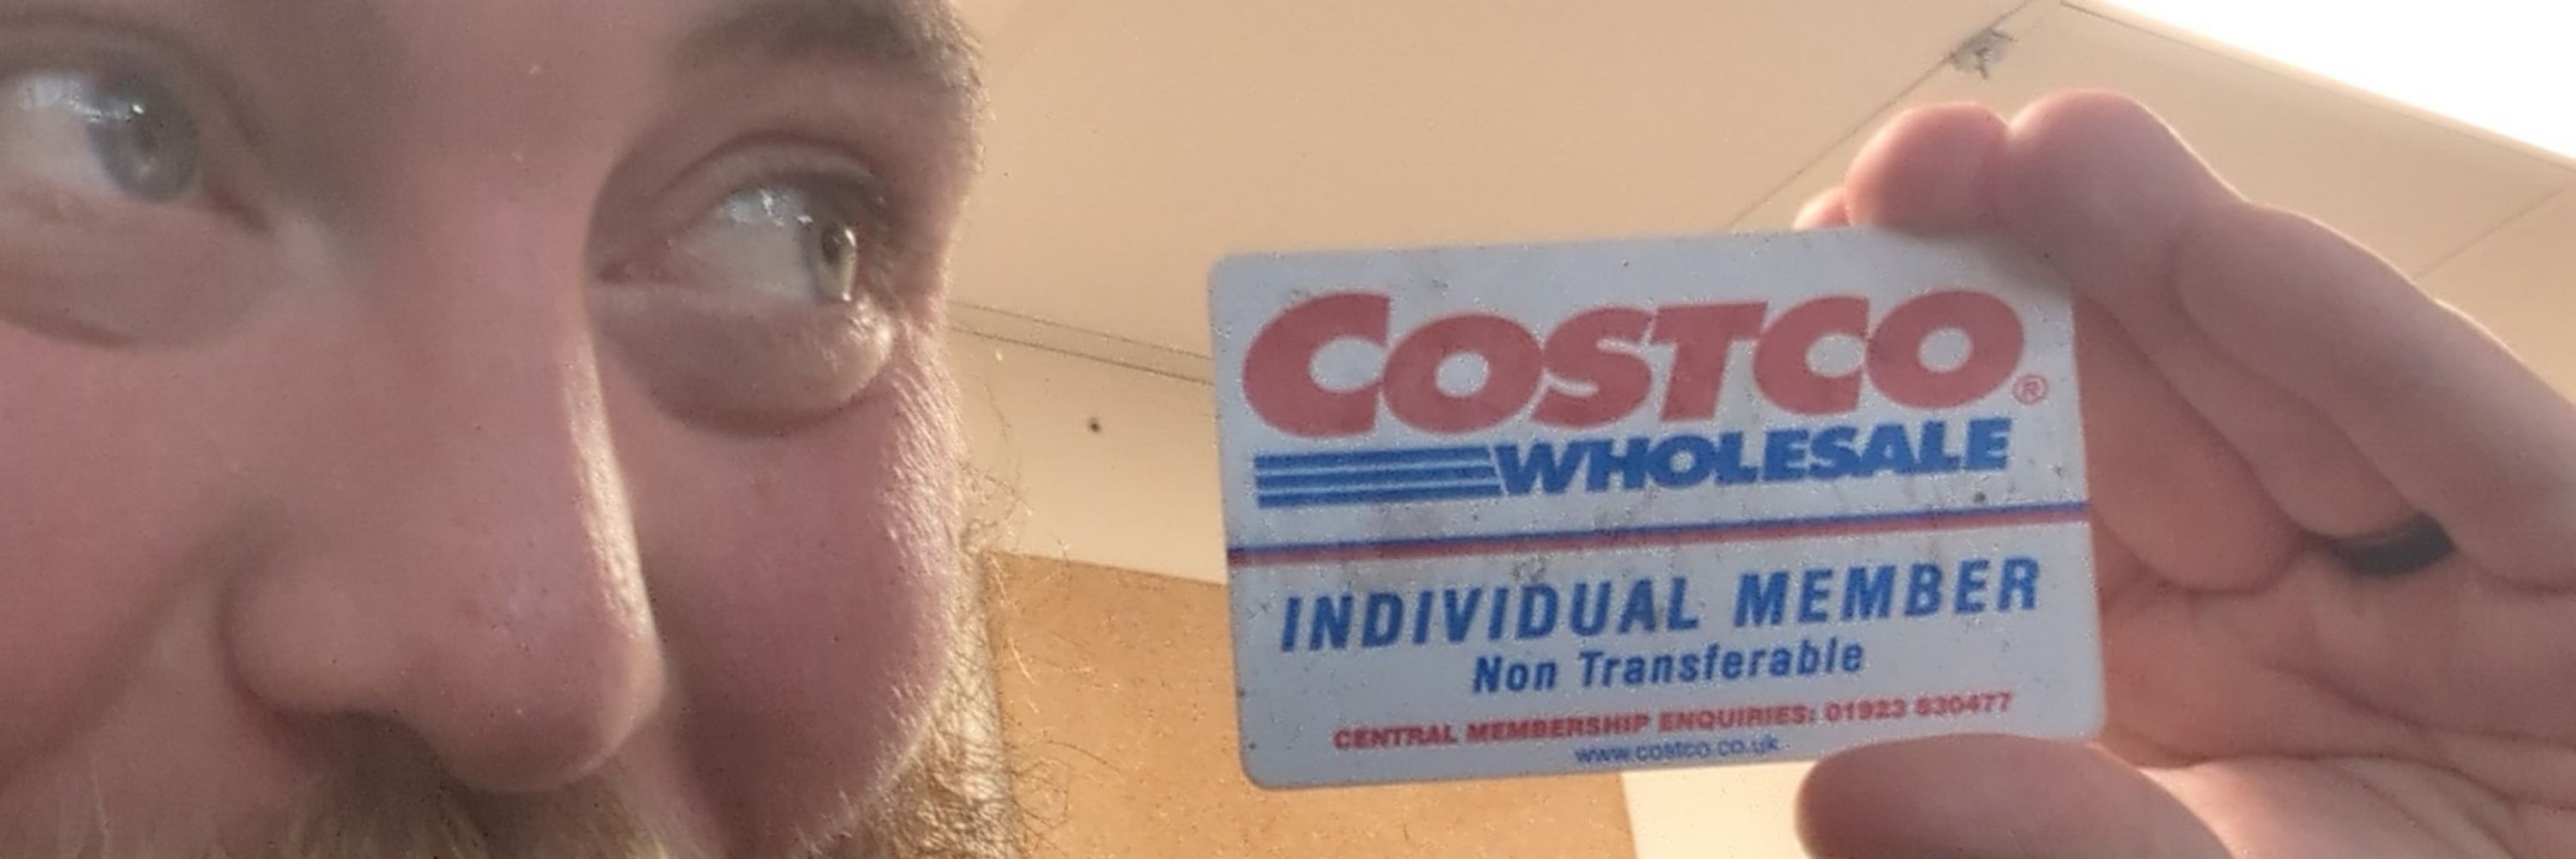 COSTCO®
WHOLESALE
INDIVIDUAL MEMBER
Non Transferable
CENTRAL MEMBERSHIP ENQUIRIES: 01923 830477
www.costco.co.uk